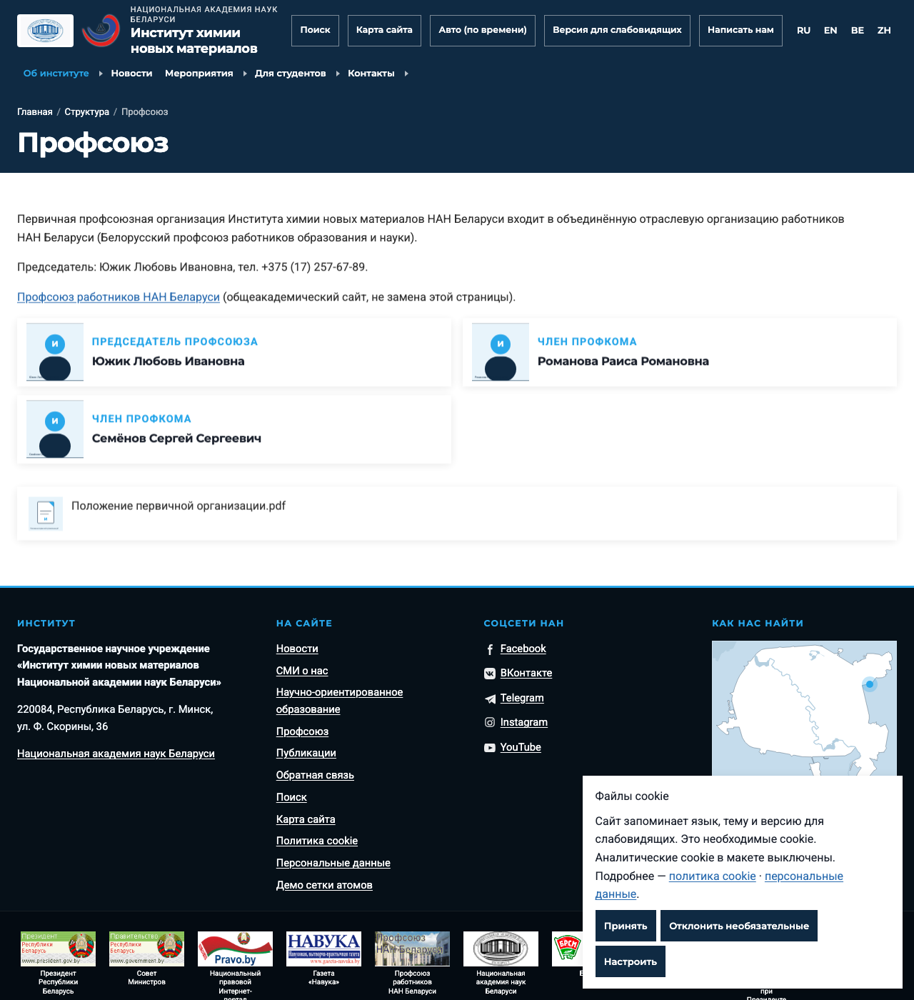 НАЦИОНАЛЬНАЯ АКАДЕМИЯ НАУК
БЕЛАРУСИ
Институт химии
новых материалов
Поиск
Карта сайта
Авто (по времени)
Версия для слабовидящих
Написать нам
RU EN BE ZH
Об институте
Новости
Мероприятия
Для студентов
Контакты
Главная / Структура / Профсоюз
Профсоюз
Первичная профсоюзная организация Института химии новых материалов НАН Беларуси входит в объединённую отраслевую организацию работников
НАН Беларуси (Белорусский профсоюз работников образования и науки).
Председатель: Южик Любовь Ивановна, тел. +375 (17) 257-67-89.
Профсоюз работников НАН Беларуси (общеакадемический сайт, не замена этой страницы).
И
ПРЕДСЕДАТЕЛЬ ПРОФСОЮЗА
Южик Любовь Ивановна
И
ЧЛЕН ПРОФКОМА
Романова Раиса Романовна
И
ЧЛЕН ПРОФКОМА
Семёнов Сергей Сергеевич
Положение первичной организации.pdf
ИНСТИТУТ
Государственное научное учреждение
«Институт химии новых материалов
Национальной академии наук Беларуси»
220084, Республика Беларусь, г. Минск,
ул. Ф. Скорины, 36
Национальная академия наук Беларуси
НА САЙТЕ
Новости
СМИ о нас
Научно-ориентированное
образование
Профсоюз
Публикации
Обратная связь
Поиск
Карта сайта
Политика cookie
Персональные данные
Демо сетки атомов
СОЦСЕТИ НАН
Facebook
ВКонтакте
Telegram
Instagram
YouTube
КАК НАС НАЙТИ
Файлы cookie
Сайт запоминает язык, тему и версию для
слабовидящих. Это необходимые cookie.
Аналитические cookie в макете выключены.
Подробнее — политика cookie · персональные
данные.
Принять
Отклонить необязательные
Настроить
Президент
Республики
Беларусь
www.president.gov.by
Президент
Республики
Беларусь
Правительство
Республики
Беларусь
www.government.by
Совет
Министров
Pravo.by
Национальный
правовой
Интернет-
портал
НАВУКА
Навуковая, вытворча-практычная газета
www.gazeta-navuka.by
Газета
«Навука»
Профсоюз
НАН Беларуси
Профсоюз
работников
НАН Беларуси
Национальная
академия наук
Беларуси
БРСМ
при
Президенте